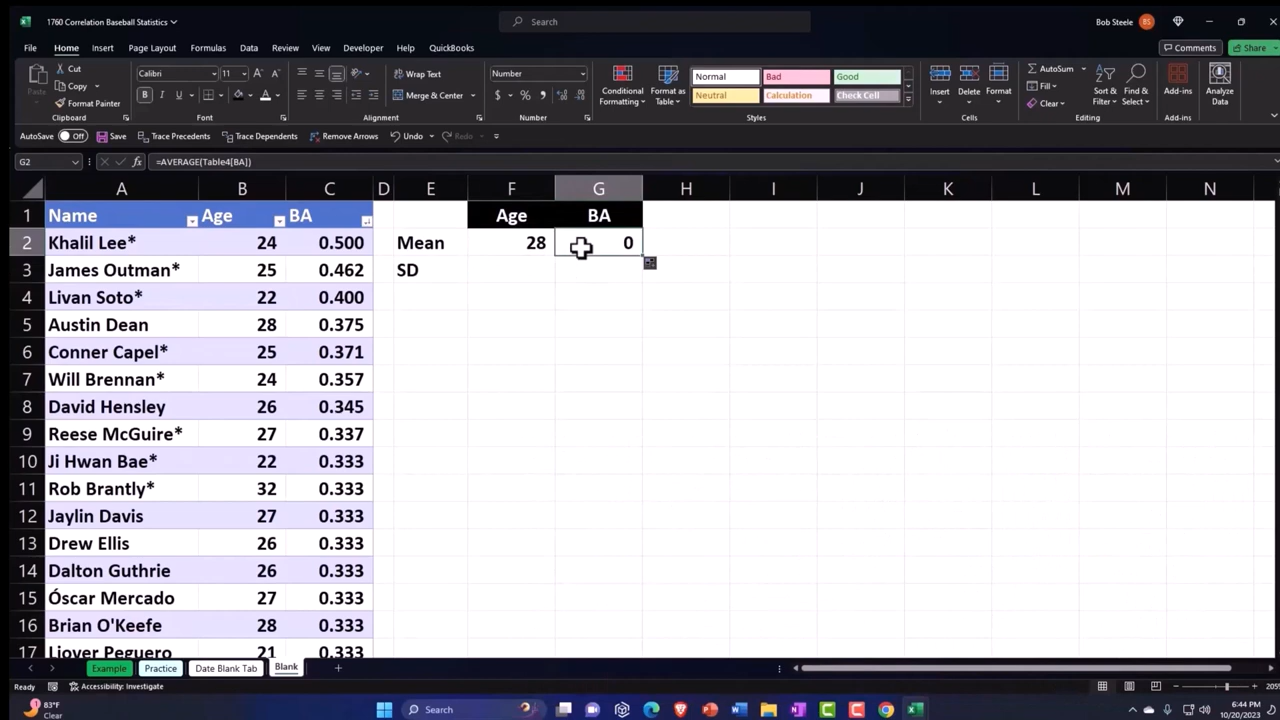 1760 Correlation Baseball Statistics
Search
Bob Steele BS
File Home Insert Page Layout Formulas Data Review View Developer Help QuickBooks
Comments Share
Cut
Copy
Format Painter
Clipboard
Calibri 11
B I U
Font
Wrap Text
Merge & Center
Alignment
Number
$ % ,
Number
Conditional Formatting
Format as Table
Normal Bad Good
Neutral Calculation Check Cell
Styles
Insert Delete Format
Cells
AutoSum
Fill
Clear
Sort & Filter
Find & Select
Editing
Add-ins
Add-ins
Analyze Data
AutoSave Off Save Trace Precedents Trace Dependents Remove Arrows Undo Redo
G2 fx =AVERAGE(Table4[BA])
A B C D E F G H I J K L M N
1 Name Age BA Age BA
2 Khalil Lee* 24 0.500 Mean 28 0
3 James Outman* 25 0.462 SD
4 Livan Soto* 22 0.400
5 Austin Dean 28 0.375
6 Conner Capel* 25 0.371
7 Will Brennan* 24 0.357
8 David Hensley 26 0.345
9 Reese McGuire* 27 0.337
10 Ji Hwan Bae* 22 0.333
11 Rob Brantly* 32 0.333
12 Jaylin Davis 27 0.333
13 Drew Ellis 26 0.333
14 Dalton Guthrie 26 0.333
15 Óscar Mercado 27 0.333
16 Brian O'Keefe 28 0.333
17 Liover Peguero 21 0.333
Example Practice Date Blank Tab Blank
Ready Accessibility: Investigate
83°F
Clear
Search
6:44 PM
10/20/2023